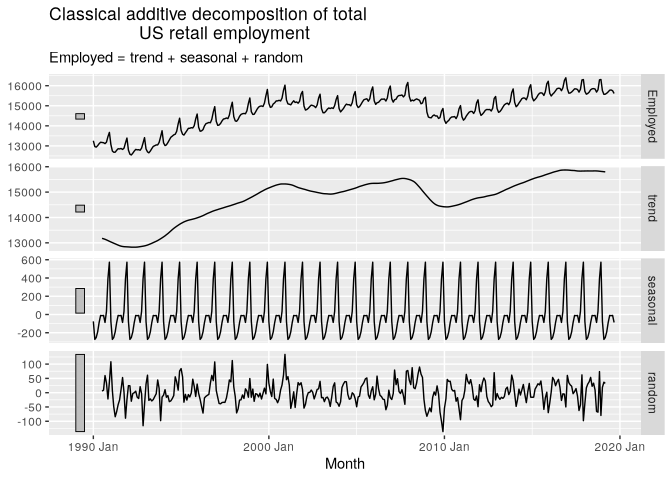 Classical additive decomposition of total
US retail employment
Employed = trend + seasonal + random
16000
15000
14000
13000
Employed
16000
15000
14000
13000
trend
600
400
200
0
-200
seasonal
100
50
0
-50
-100
random
1990 Jan
2000 Jan
2010 Jan
2020 Jan
Month